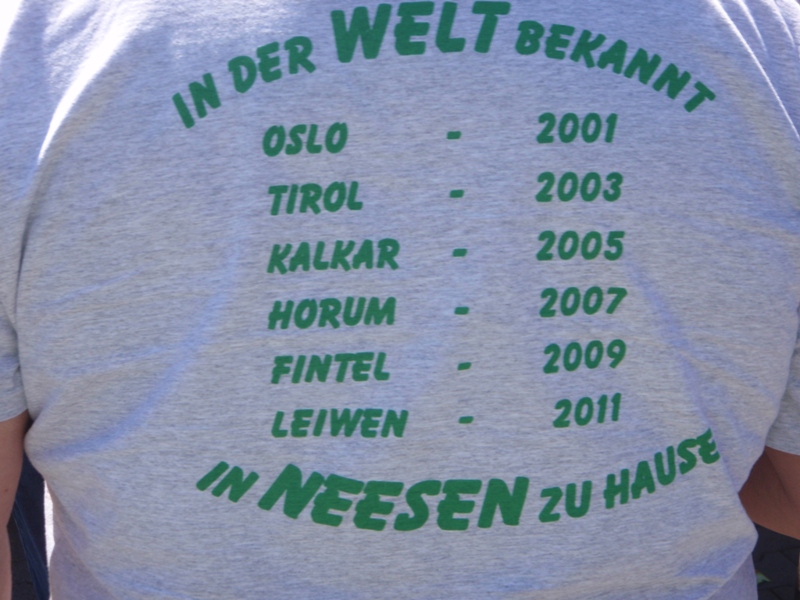 IN DER WELT BEKANNT
OSLO - 2001
TIROL - 2003
KALKAR - 2005
HORUM - 2007
FINTEL - 2009
LEIWEN - 2011
IN NEESEN ZU HAUSE